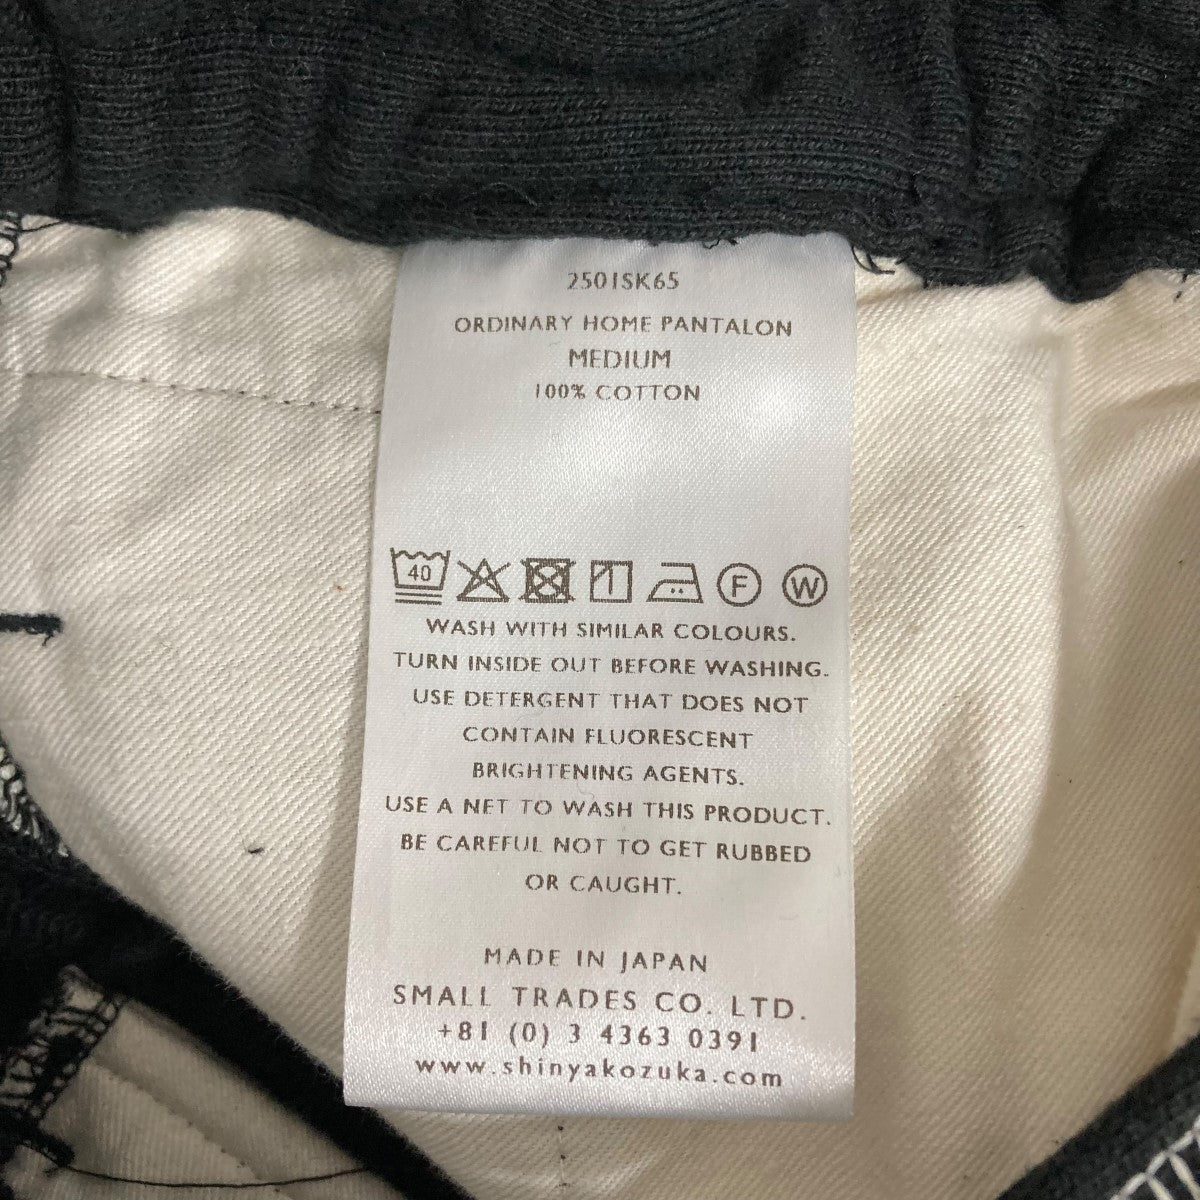 2501SK65
ORDINARY HOME PANTALON
MEDIUM
100% COTTON
40 F W
WASH WITH SIMILAR COLOURS.
TURN INSIDE OUT BEFORE WASHING.
USE DETERGENT THAT DOES NOT
CONTAIN FLUORESCENT
BRIGHTENING AGENTS.
USE A NET TO WASH THIS PRODUCT.
BE CAREFUL NOT TO GET RUBBED
OR CAUGHT.
MADE IN JAPAN
SMALL TRADES CO. LTD.
+81 (0) 3 4363 0391
www.shinyakozuka.com